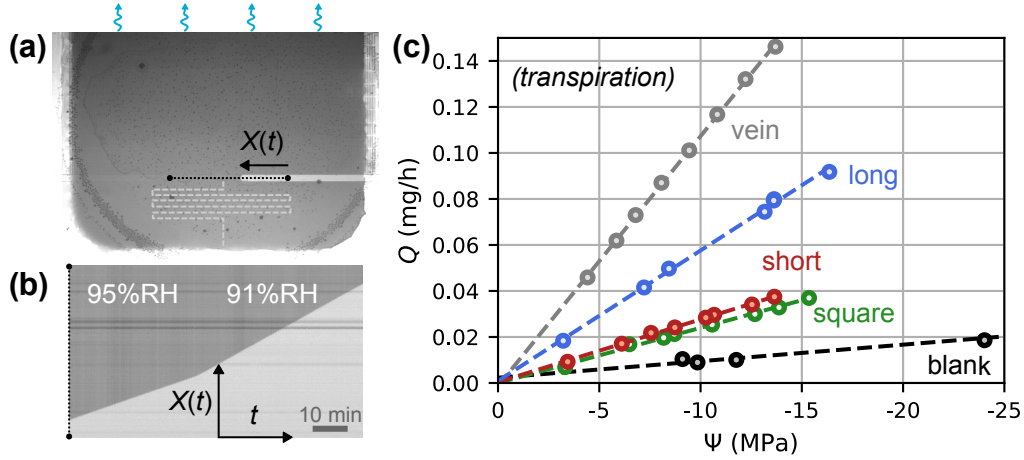 (a)
X(t)
(b)
95%RH
91%RH
X(t)
t
10 min
(c)
(transpiration)
vein
long
short
square
blank
Q (mg/h)
0.14
0.12
0.10
0.08
0.06
0.04
0.02
0.00
0
-5
-10
-15
-20
-25
Ψ (MPa)